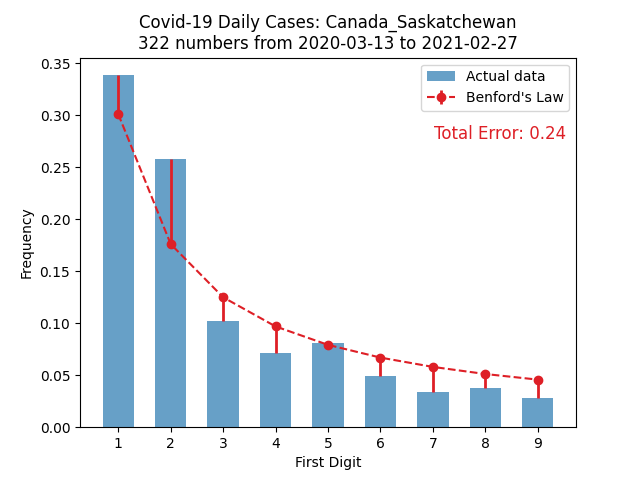 Covid-19 Daily Cases: Canada_Saskatchewan
322 numbers from 2020-03-13 to 2021-02-27
Actual data
Benford's Law
Total Error: 0.24
Frequency
0.35
0.30
0.25
0.20
0.15
0.10
0.05
0.00
1 2 3 4 5 6 7 8 9
First Digit